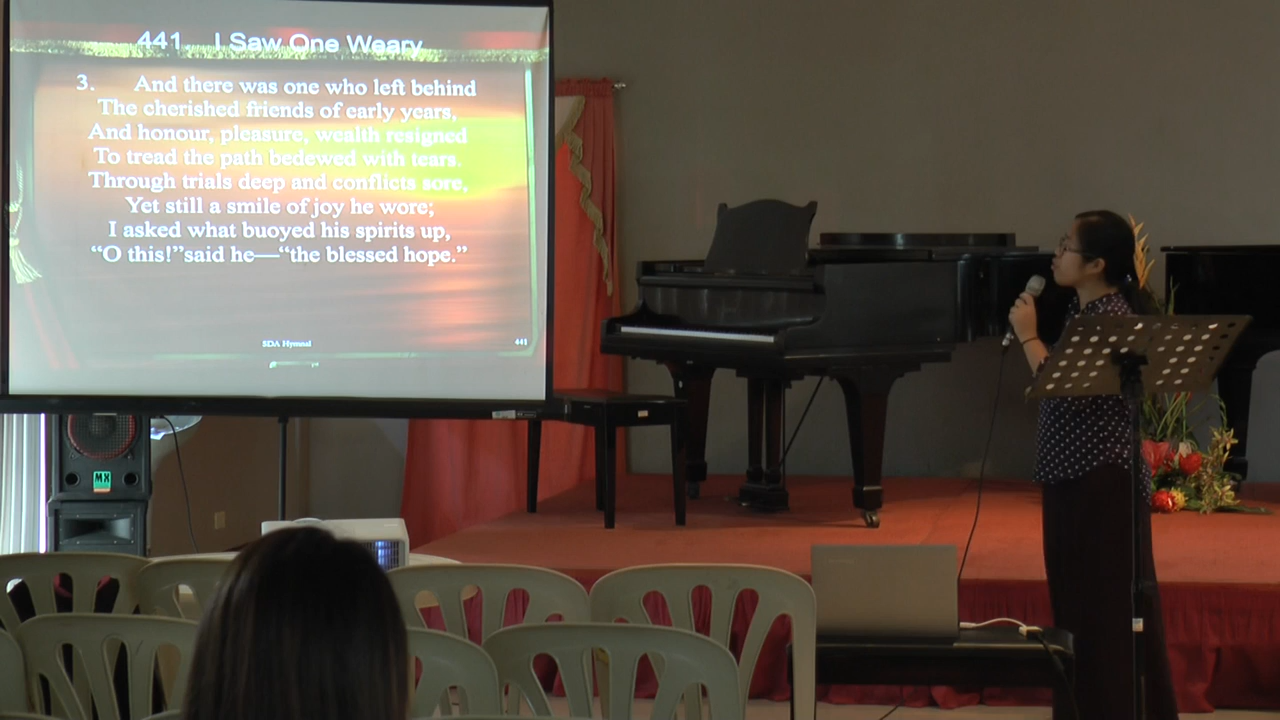 441 I Saw One Weary
3. And there was one who left behind
The cherished friends of early years,
And honour, pleasure, wealth resigned
To tread the path bedewed with tears.
Through trials deep and conflicts sore,
Yet still a smile of joy he wore;
I asked what buoyed his spirits up,
“O this!”said he—“the blessed hope.”
SDA Hymnal 441
MX